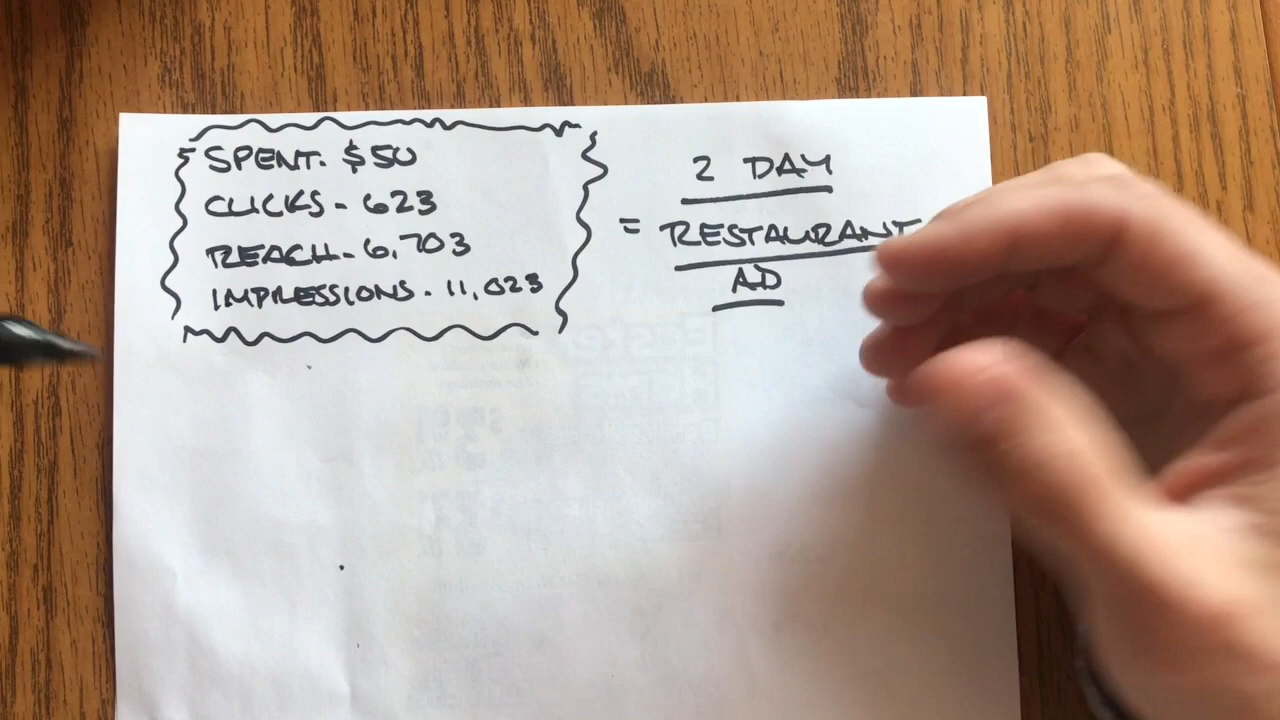 SPENT. $50
CLICKS - 623
REACH - 6,703
IMPRESSIONS - 11,023
=
2 DAY
RESTAURANT
AD